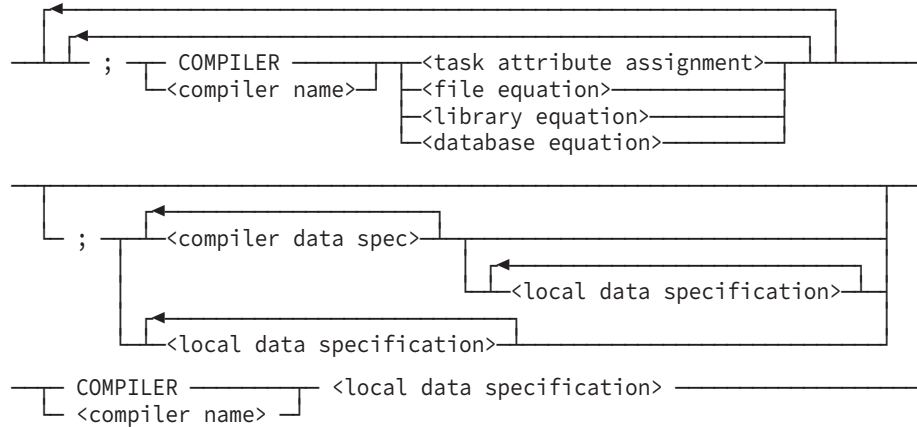 ; COMPILER <task attribute assignment>
<compiler name> <file equation>
<library equation>
<database equation>
; <compiler data spec>
<local data specification>
<local data specification>
COMPILER <local data specification>
<compiler name>